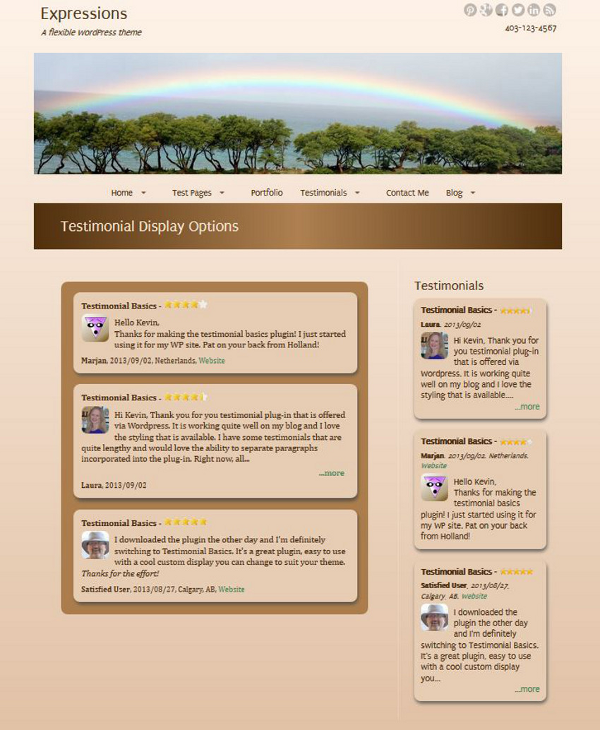 Expressions
A flexible WordPress theme
403-123-4567
Home Test Pages Portfolio Testimonials Contact Me Blog
Testimonial Display Options
Testimonial Basics -
Hello Kevin,
Thanks for making the testimonial basics plugin! I just started
using it for my WP site. Pat on your back from Holland!
Marjan, 2013/09/02, Netherlands, Website
Testimonial Basics -
Hi Kevin, Thank you for you testimonial plug-in that is offered
via Wordpress. It is working quite well on my blog and I love
the styling that is available. I have some testimonials that are
quite lengthy and would love the ability to separate paragraphs
incorporated into the plug-in. Right now, all...
...more
Laura, 2013/09/02
Testimonial Basics -
I downloaded the plugin the other day and I'm definitely
switching to Testimonial Basics. It's a great plugin, easy to use
with a cool custom display you can change to suit your theme.
Thanks for the effort!
Satisfied User, 2013/08/27, Calgary, AB, Website
Testimonials
Testimonial Basics -
Laura, 2013/09/02
Hi Kevin, Thank you for
you testimonial plug-in
that is offered via
wordpress. It is working quite
well on my blog and I love the
styling that is available....
...more
Testimonial Basics -
Marjan, 2013/09/02, Netherlands,
Website
Hello Kevin,
Thanks for making the
testimonial basics
plugin! I just started using it for
my WP site. Pat on your back
from Holland!
Testimonial Basics -
Satisfied User, 2013/08/27,
Calgary, AB, Website
I downloaded the
plugin the other day
and I'm definitely
switching to Testimonial Basics.
It's a great plugin, easy to use
with a cool custom display
you...
...more